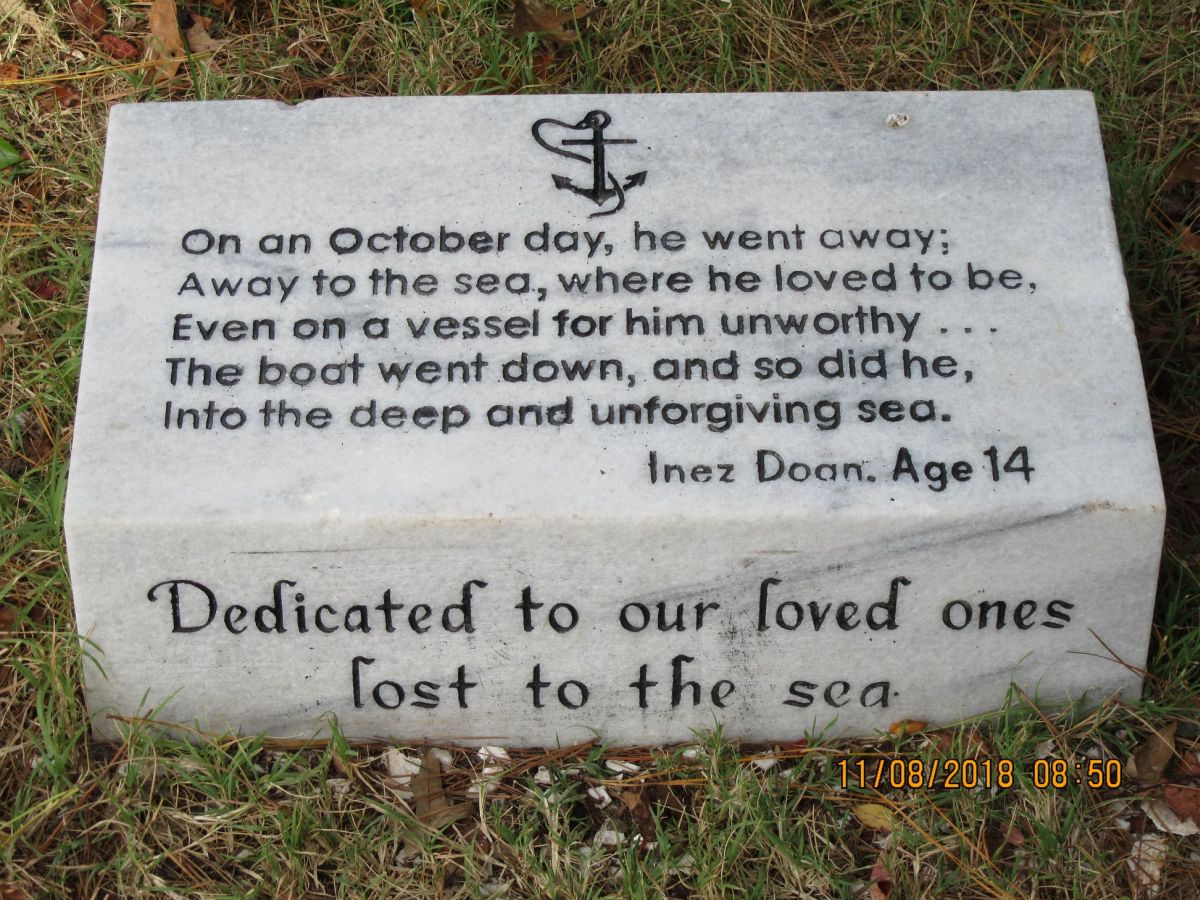 On an October day, he went away;
Away to the sea, where he loved to be,
Even on a vessel for him unworthy ...
The boat went down, and so did he,
Into the deep and unforgiving sea.
Inez Doan. Age 14
Dedicated to our loved ones
lost to the sea.
11/08/2018 08:50